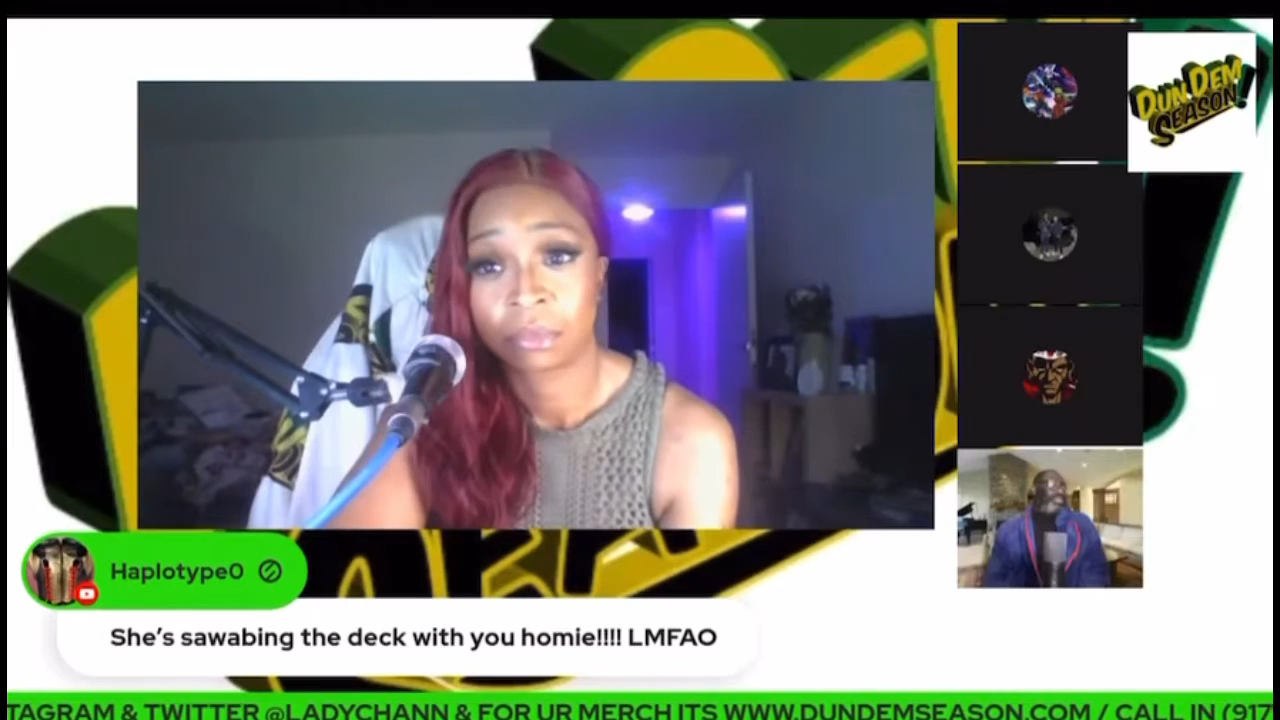 DUN DEM
SEASON!
Haplotype0
She's sawabing the deck with you homie!!!! LMFAO
TAGRAM & TWITTER @LADYCHANN & FOR UR MERCH ITS WWW.DUNDEMSEASON.COM / CALL IN (917